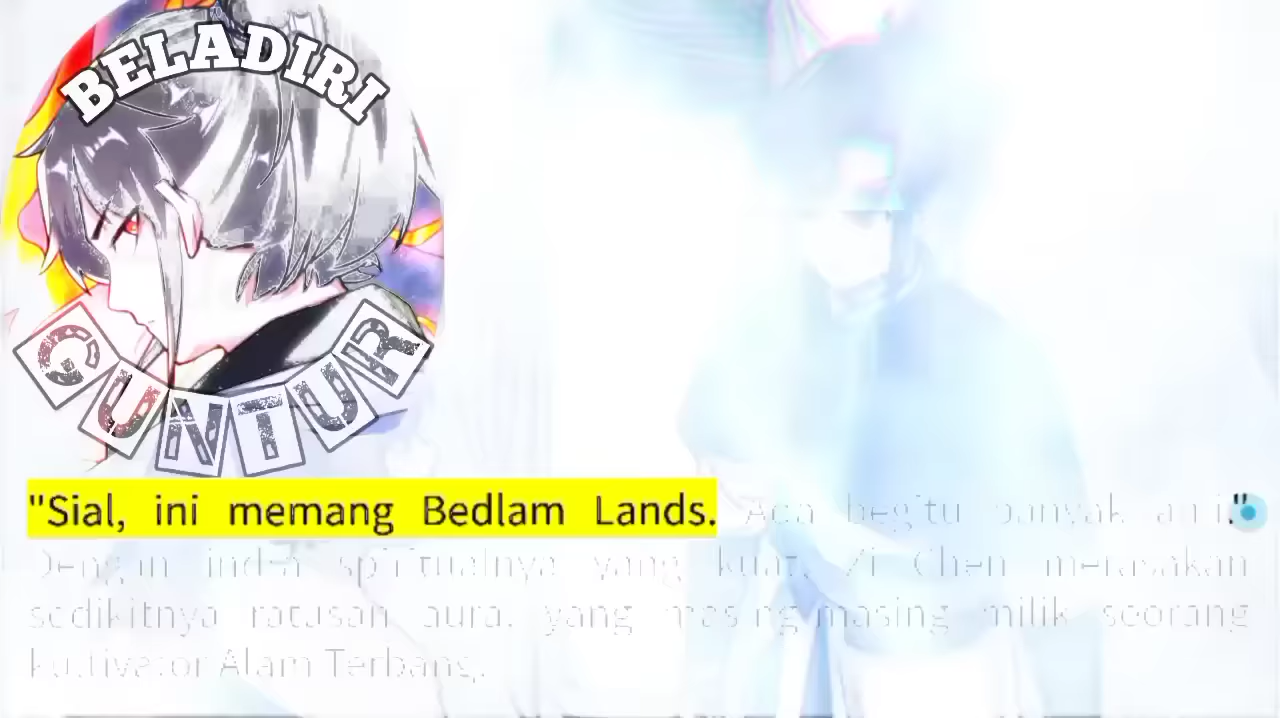 BELADIRI
GUNTUR
"Sial, ini memang Bedlam Lands. Ada begitu banyak ahli."
Dengan indra spiritualnya yang kuat, Zi Chen merasakan
sedikitnya ratusan aura, yang masing-masing milik seorang
kultivator Alam Terbang.